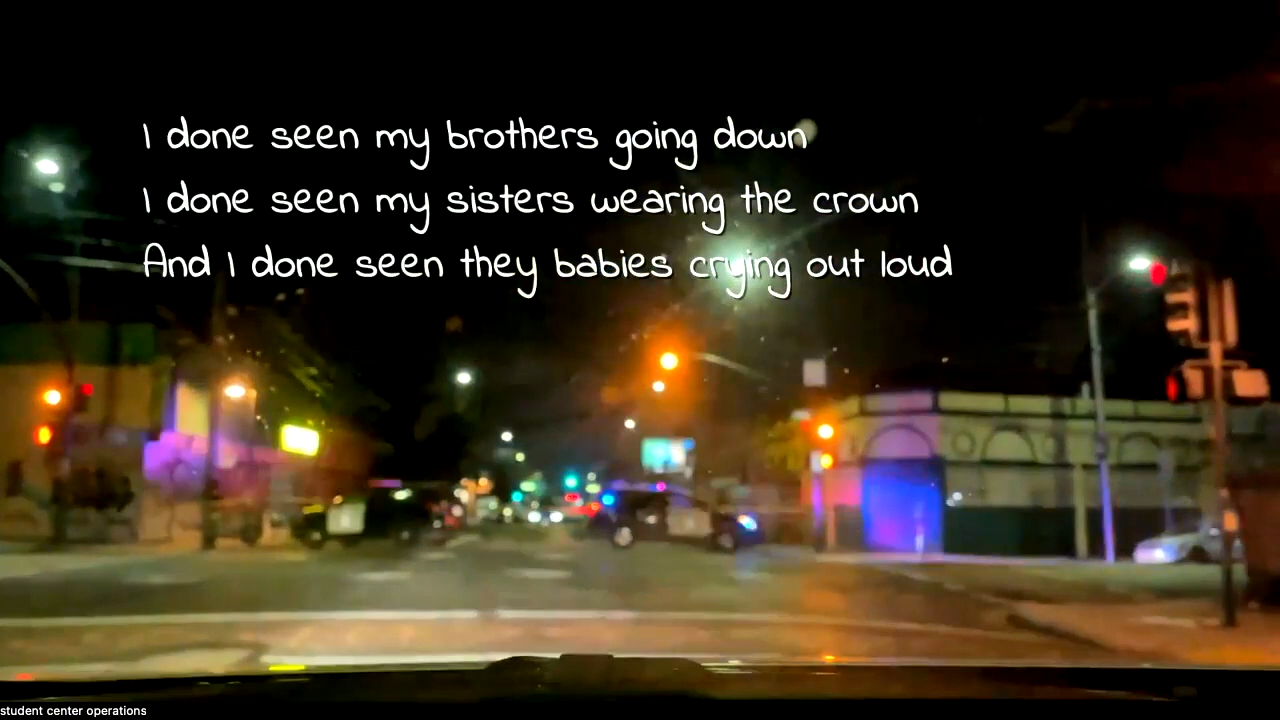 I done seen my brothers going down
I done seen my sisters wearing the crown
And I done seen they babies crying out loud
student center operations